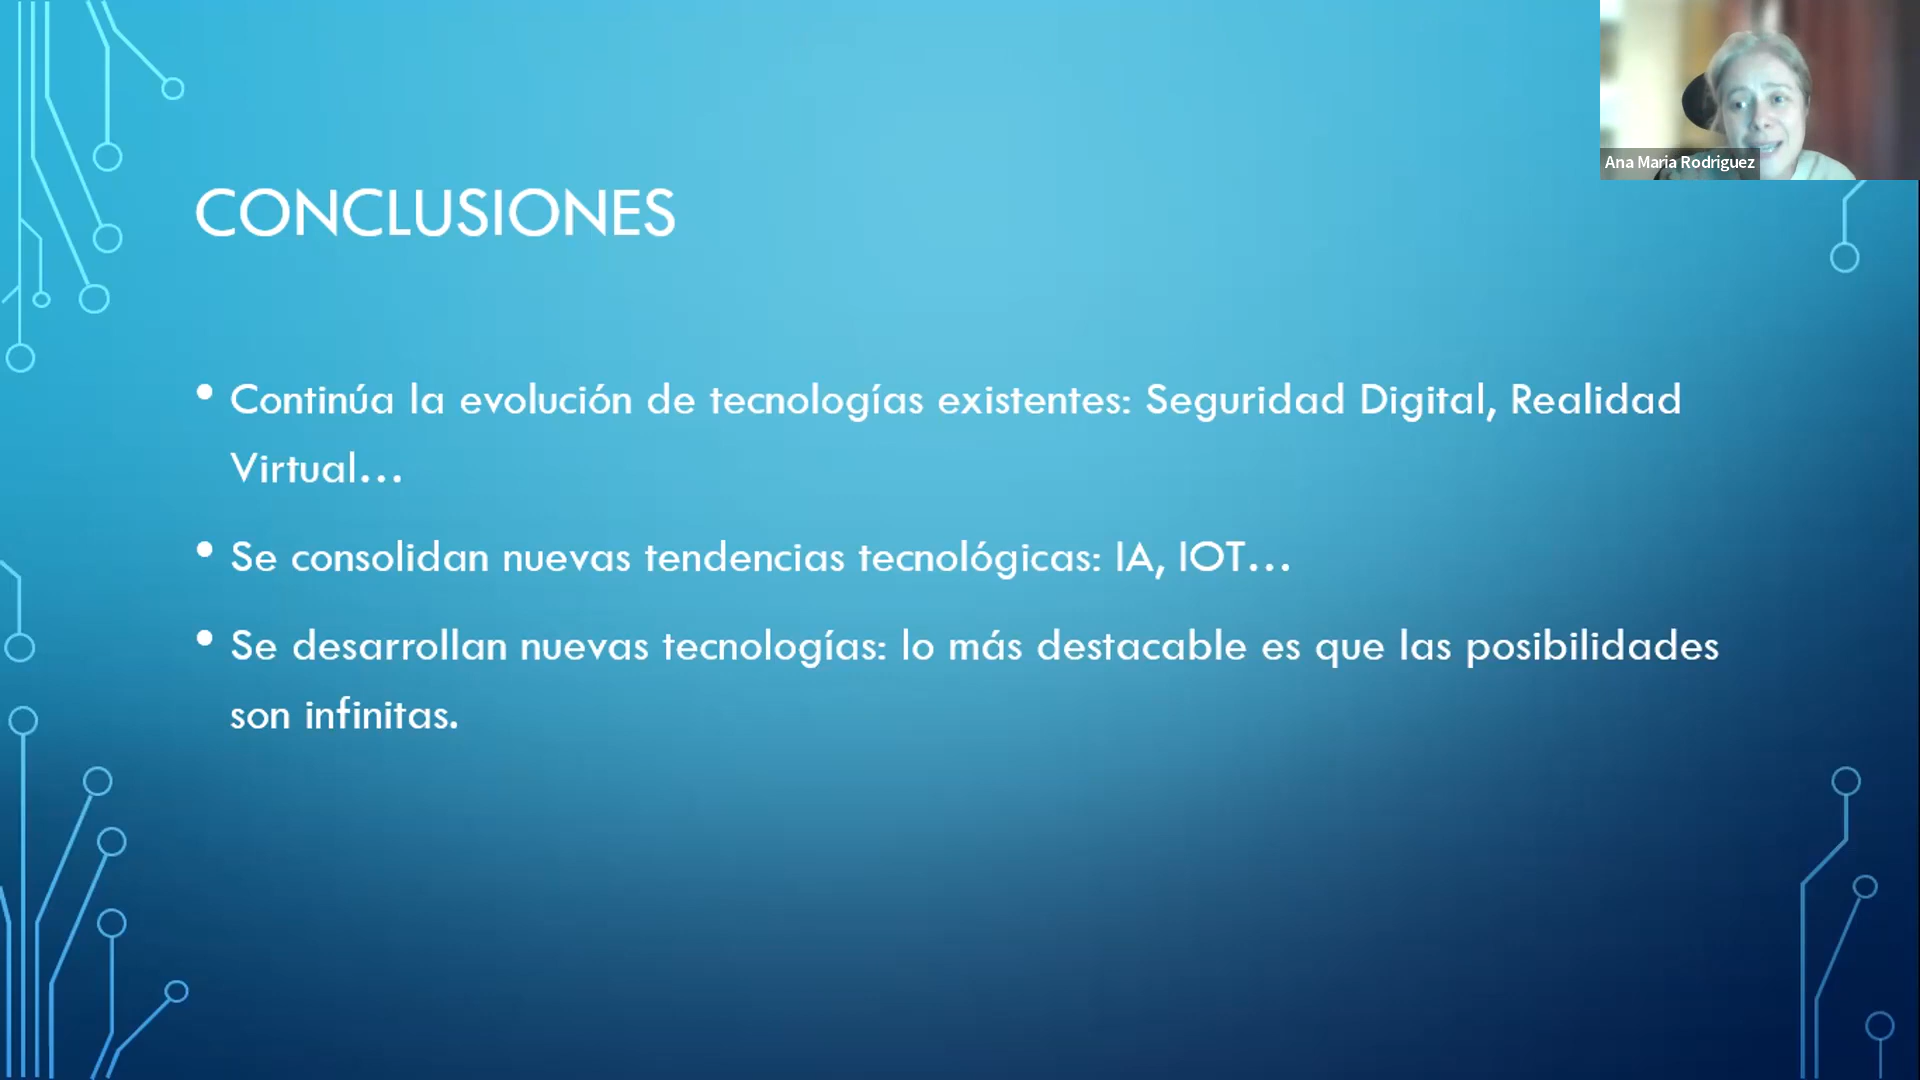 Ana Maria Rodriguez
CONCLUSIONES
• Continúa la evolución de tecnologías existentes: Seguridad Digital, Realidad
Virtual…
• Se consolidan nuevas tendencias tecnológicas: IA, IOT…
• Se desarrollan nuevas tecnologías: lo más destacable es que las posibilidades
son infinitas.